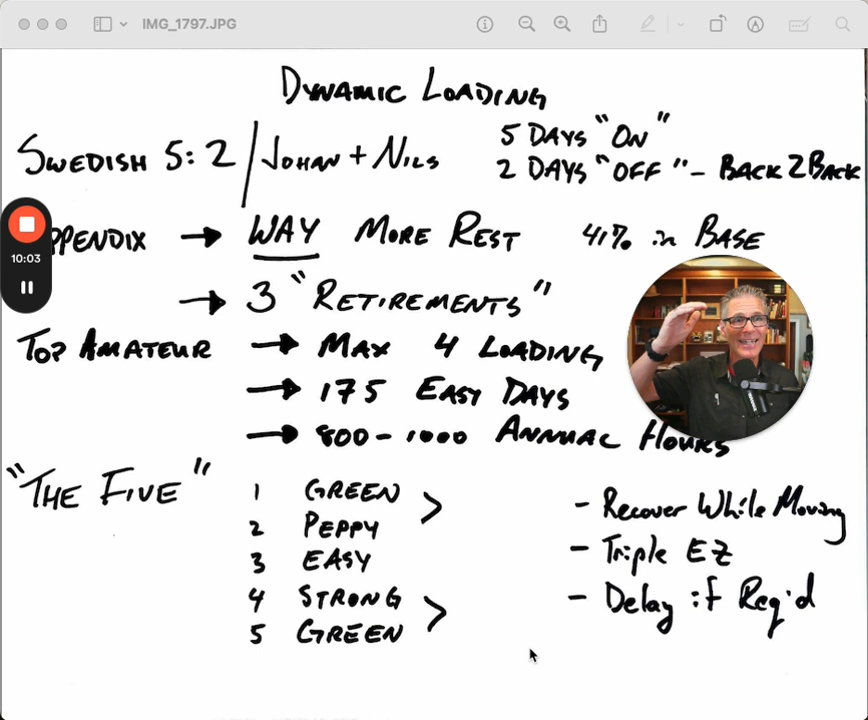 IMG_1797.JPG
DYNAMIC LOADING
SWEDISH 5:2 / JOHAN + NILS
5 DAYS "ON"
2 DAYS "OFF" - BACK 2 BACK
PPENDIX → WAY MORE REST 41% in BASE
→ 3 "RETIREMENTS"
10:03
TOP AMATEUR → MAX 4 LOADING
→ 175 EASY DAYS
→ 800-1000 ANNUAL HOURS
"THE FIVE"
1 GREEN >
2 PEPPY
3 EASY
4 STRONG >
5 GREEN
- Recover While Moving
- Triple EZ
- Delay if Req'd